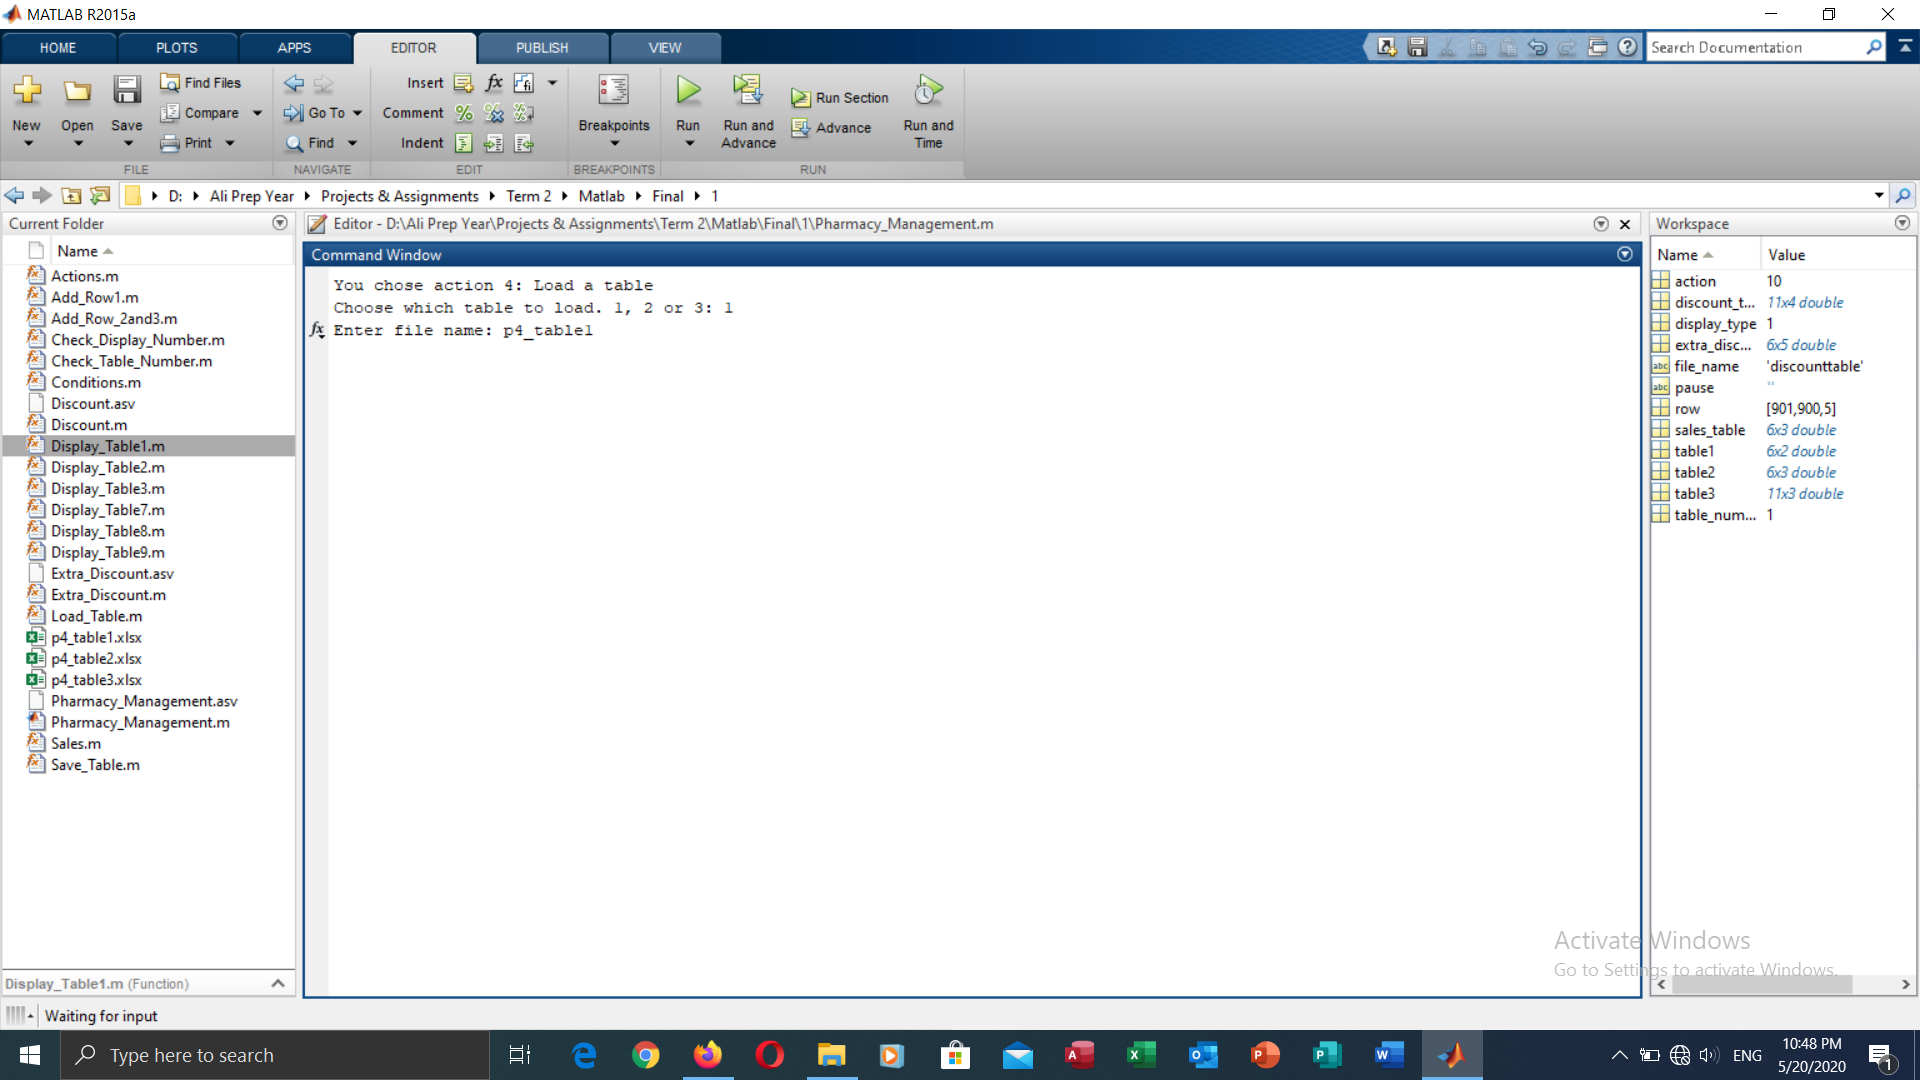 MATLAB R2015a
HOME
PLOTS
APPS
EDITOR
PUBLISH
VIEW
Search Documentation
New
Open
Save
Find Files
Compare
Print
FILE
Go To
Find
NAVIGATE
Insert
fx
fi
Comment
Indent
EDIT
Breakpoints
BREAKPOINTS
Run
Run and Advance
Run Section
Advance
Run and Time
RUN
D: Ali Prep Year Projects & Assignments Term 2 Matlab Final 1
Current Folder
Name
Actions.m
Add_Row1.m
Add_Row_2and3.m
Check_Display_Number.m
Check_Table_Number.m
Conditions.m
Discount.asv
Discount.m
Display_Table1.m
Display_Table2.m
Display_Table3.m
Display_Table7.m
Display_Table8.m
Display_Table9.m
Extra_Discount.asv
Extra_Discount.m
Load_Table.m
p4_table1.xlsx
p4_table2.xlsx
p4_table3.xlsx
Pharmacy_Management.asv
Pharmacy_Management.m
Sales.m
Save_Table.m
Display_Table1.m (Function)
Waiting for input
Editor - D:\Ali Prep Year\Projects & Assignments\Term 2\Matlab\Final\1\Pharmacy_Management.m
Command Window
You chose action 4: Load a table
Choose which table to load. 1, 2 or 3: 1
fx Enter file name: p4_table1
Workspace
Name Value
action 10
discount_t... 11x4 double
display_type 1
extra_disc... 6x5 double
file_name 'discounttable'
pause ''
row [901,900,5]
sales_table 6x3 double
table1 6x2 double
table2 6x3 double
table3 11x3 double
table_num... 1
Activate Windows
Go to Settings to activate Windows.
Type here to search
ENG
10:48 PM
5/20/2020
1